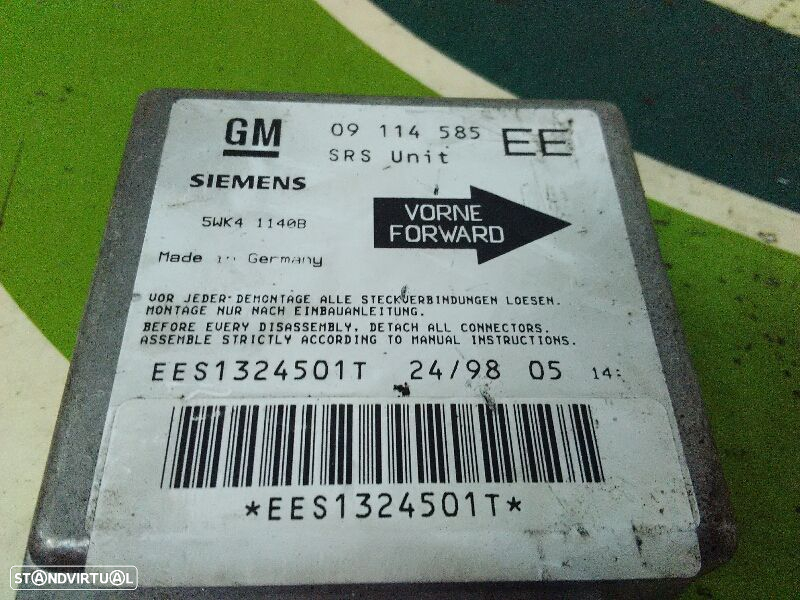 GM 09 114 585 EE
SRS Unit
SIEMENS
5WK4 1140B
VORNE
FORWARD
Made in Germany
VOR JEDER DEMONTAGE ALLE STECKVERBINDUNGEN LOESEN.
MONTAGE NUR NACH EINBAUANLEITUNG.
BEFORE EVERY DISASSEMBLY, DETACH ALL CONNECTORS.
ASSEMBLE STRICTLY ACCORDING TO MANUAL INSTRUCTIONS.
EES1324501T 24/98 05 14:
*EES1324501T*
STANDVIRTUAL